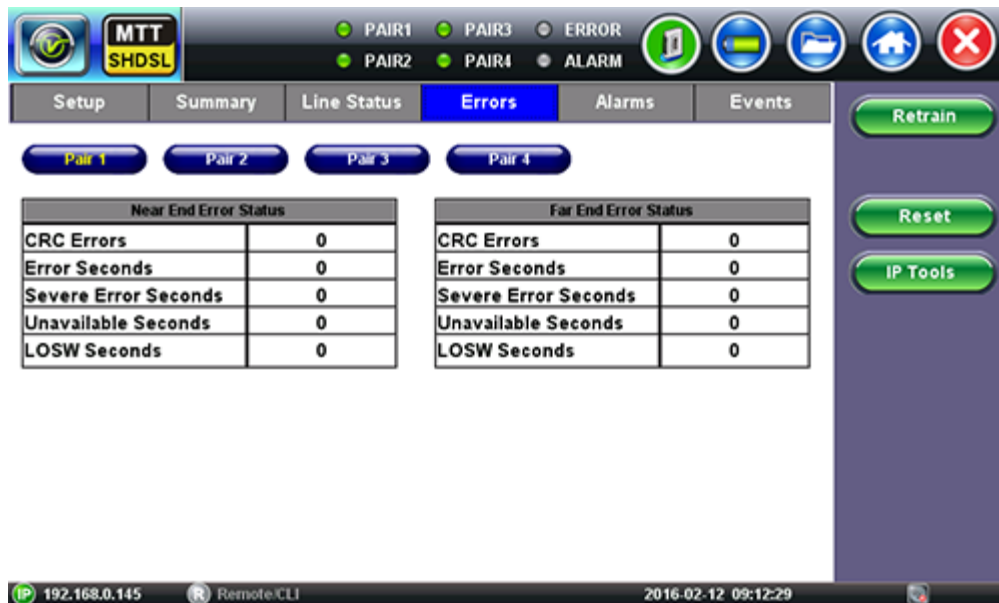 MTT
SHDSL
PAIR1 PAIR3 ERROR
PAIR2 PAIR4 ALARM
Setup Summary Line Status Errors Alarms Events
Retrain
Pair 1 Pair 2 Pair 3 Pair 4
Near End Error Status
CRC Errors 0
Error Seconds 0
Severe Error Seconds 0
Unavailable Seconds 0
LOSW Seconds 0
Far End Error Status
CRC Errors 0
Error Seconds 0
Severe Error Seconds 0
Unavailable Seconds 0
LOSW Seconds 0
Reset
IP Tools
IP 192.168.0.145 R Remote/CLI 2016-02-12 09:12:29